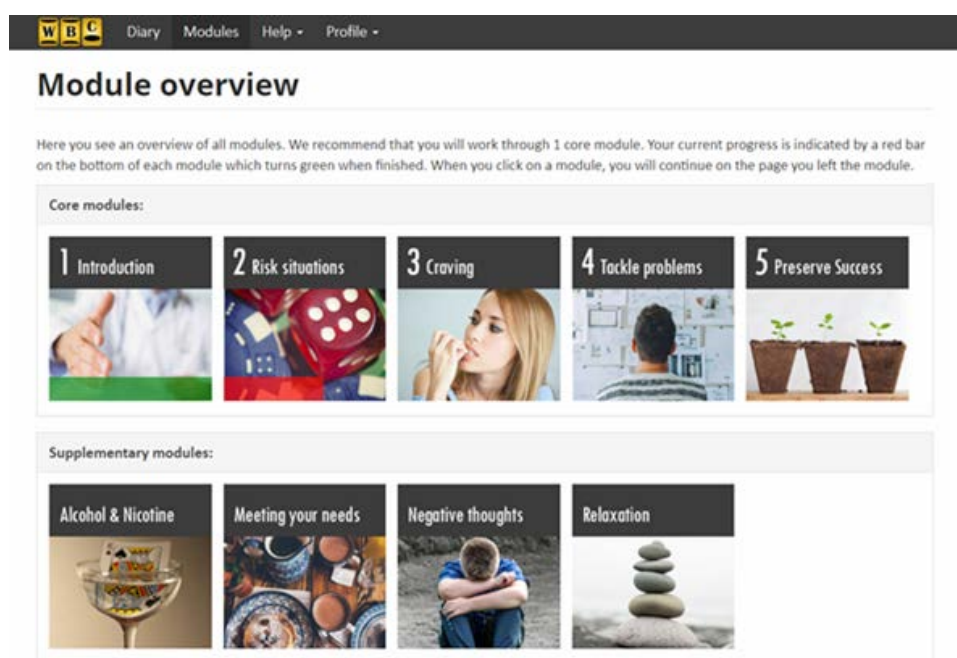 W B C Diary Modules Help Profile
Module overview
Here you see an overview of all modules. We recommend that you will work through 1 core module. Your current progress is indicated by a red bar
on the bottom of each module which turns green when finished. When you click on a module, you will continue on the page you left the module.
Core modules:
1 Introduction 2 Risk situations 3 Craving 4 Tackle problems 5 Preserve Success
Supplementary modules:
Alcohol & Nicotine Meeting your needs Negative thoughts Relaxation